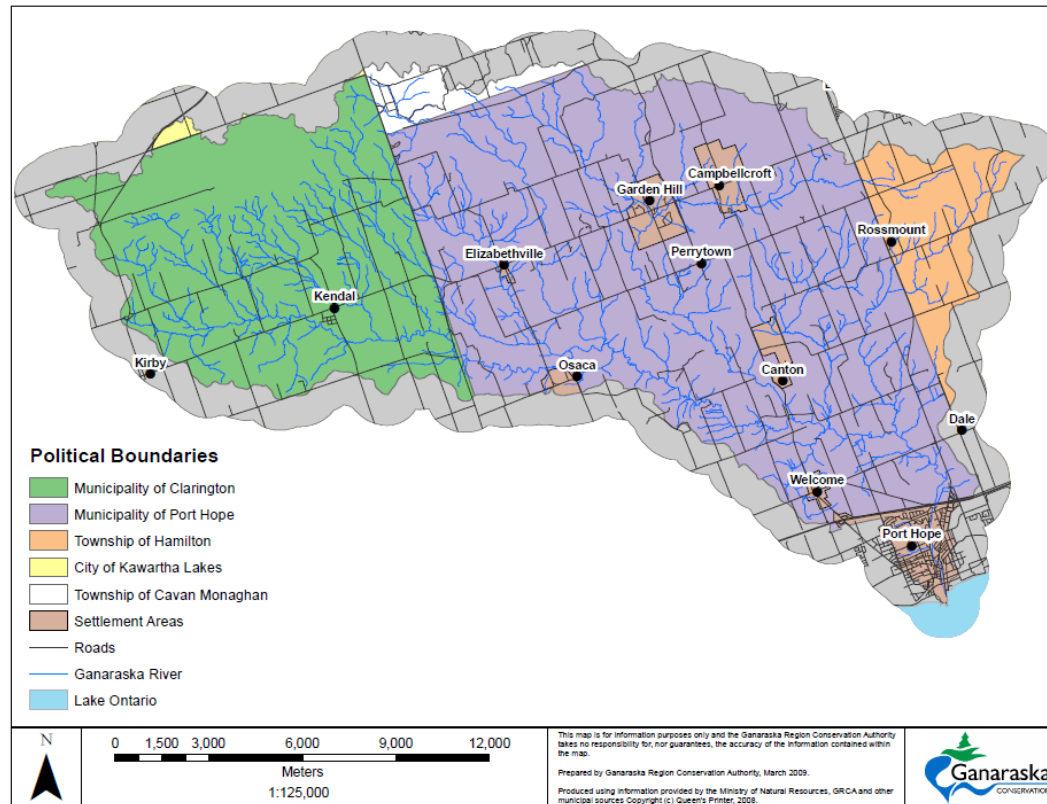 Campbellcroft
Garden Hill
Rossmount
Elizabethville
Perrytown
Kendal
Kirby
Osaca
Canton
Dale
Welcome
Port Hope
Political Boundaries
Municipality of Clarington
Municipality of Port Hope
Township of Hamilton
City of Kawartha Lakes
Township of Cavan Monaghan
Settlement Areas
Roads
Ganaraska River
Lake Ontario
N
0 1,500 3,000 6,000 9,000 12,000
Meters
1:125,000
This map is for information purposes only and the Ganaraska Region Conservation Authority
takes no responsibility for, nor guarantees, the accuracy of the information contained within
the map.
Prepared by Ganaraska Region Conservation Authority, March 2009.
Produced using information provided by the Ministry of Natural Resources, GRCA and other
municipal sources Copyright (c) Queen's Printer, 2008.
Ganaraska
CONSERVATION